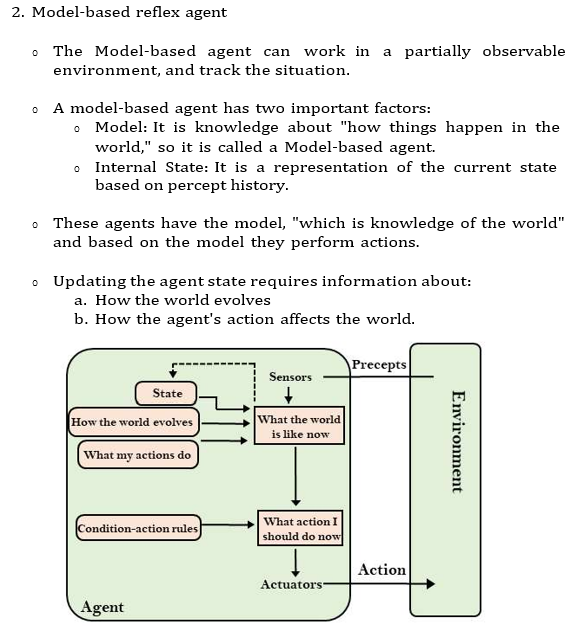 2. Model-based reflex agent
o The Model-based agent can work in a partially observable
environment, and track the situation.
o A model-based agent has two important factors:
o Model: It is knowledge about "how things happen in the
world," so it is called a Model-based agent.
o Internal State: It is a representation of the current state
based on percept history.
o These agents have the model, "which is knowledge of the world"
and based on the model they perform actions.
o Updating the agent state requires information about:
a. How the world evolves
b. How the agent's action affects the world.
Precepts
Sensors
State
How the world evolves
What the world
is like now
What my actions do
Environment
Condition-action rules
What action I
should do now
Action
Actuators
Agent